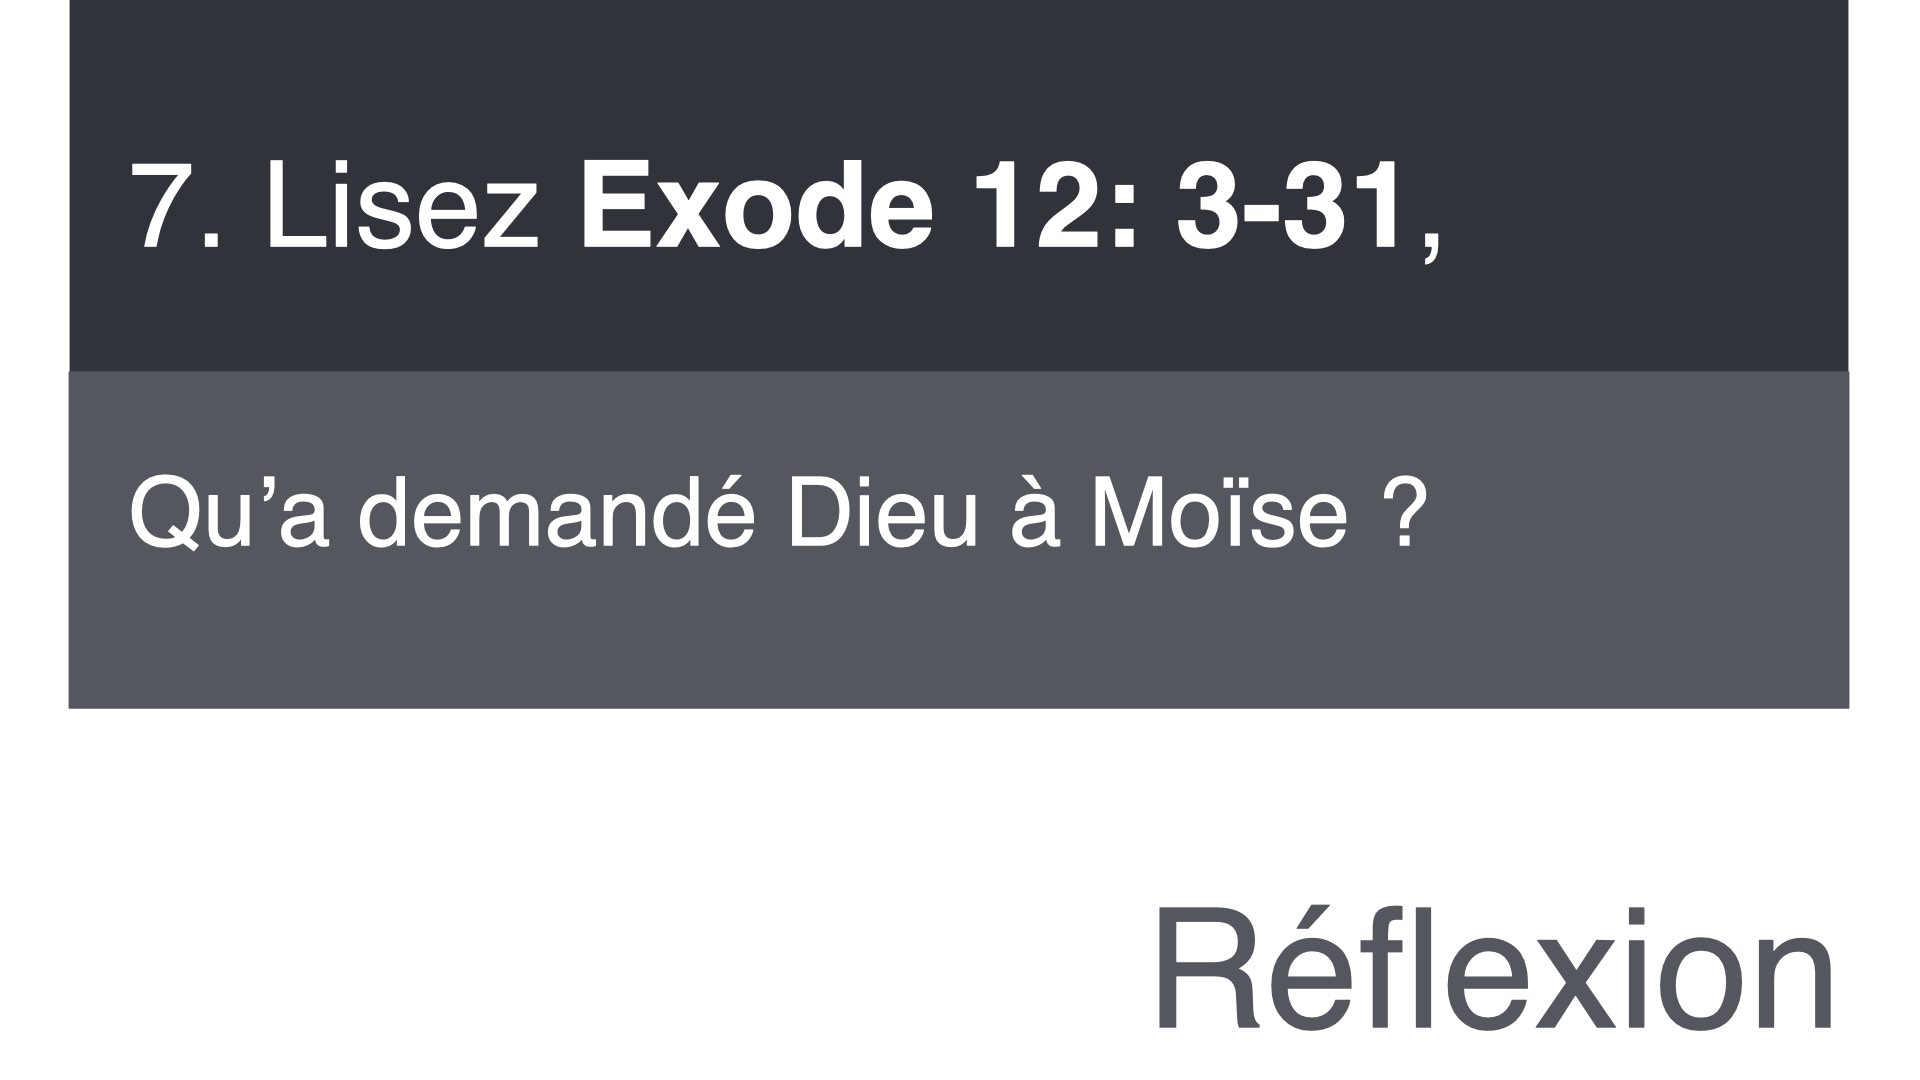 7. Lisez Exode 12: 3-31,
Qu’a demandé Dieu à Moïse ?
Réflexion